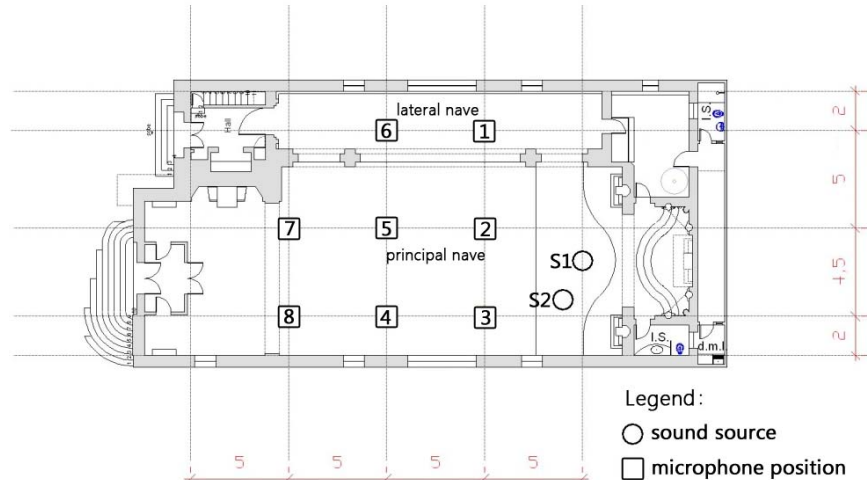 lateral nave
Hall
I.S.
6
1
2
5
7
5
2
principal nave
S1
S2
4,5
8
4
3
I.S.
d.m.l
2
Legend:
sound source
microphone position
5
5
5
5